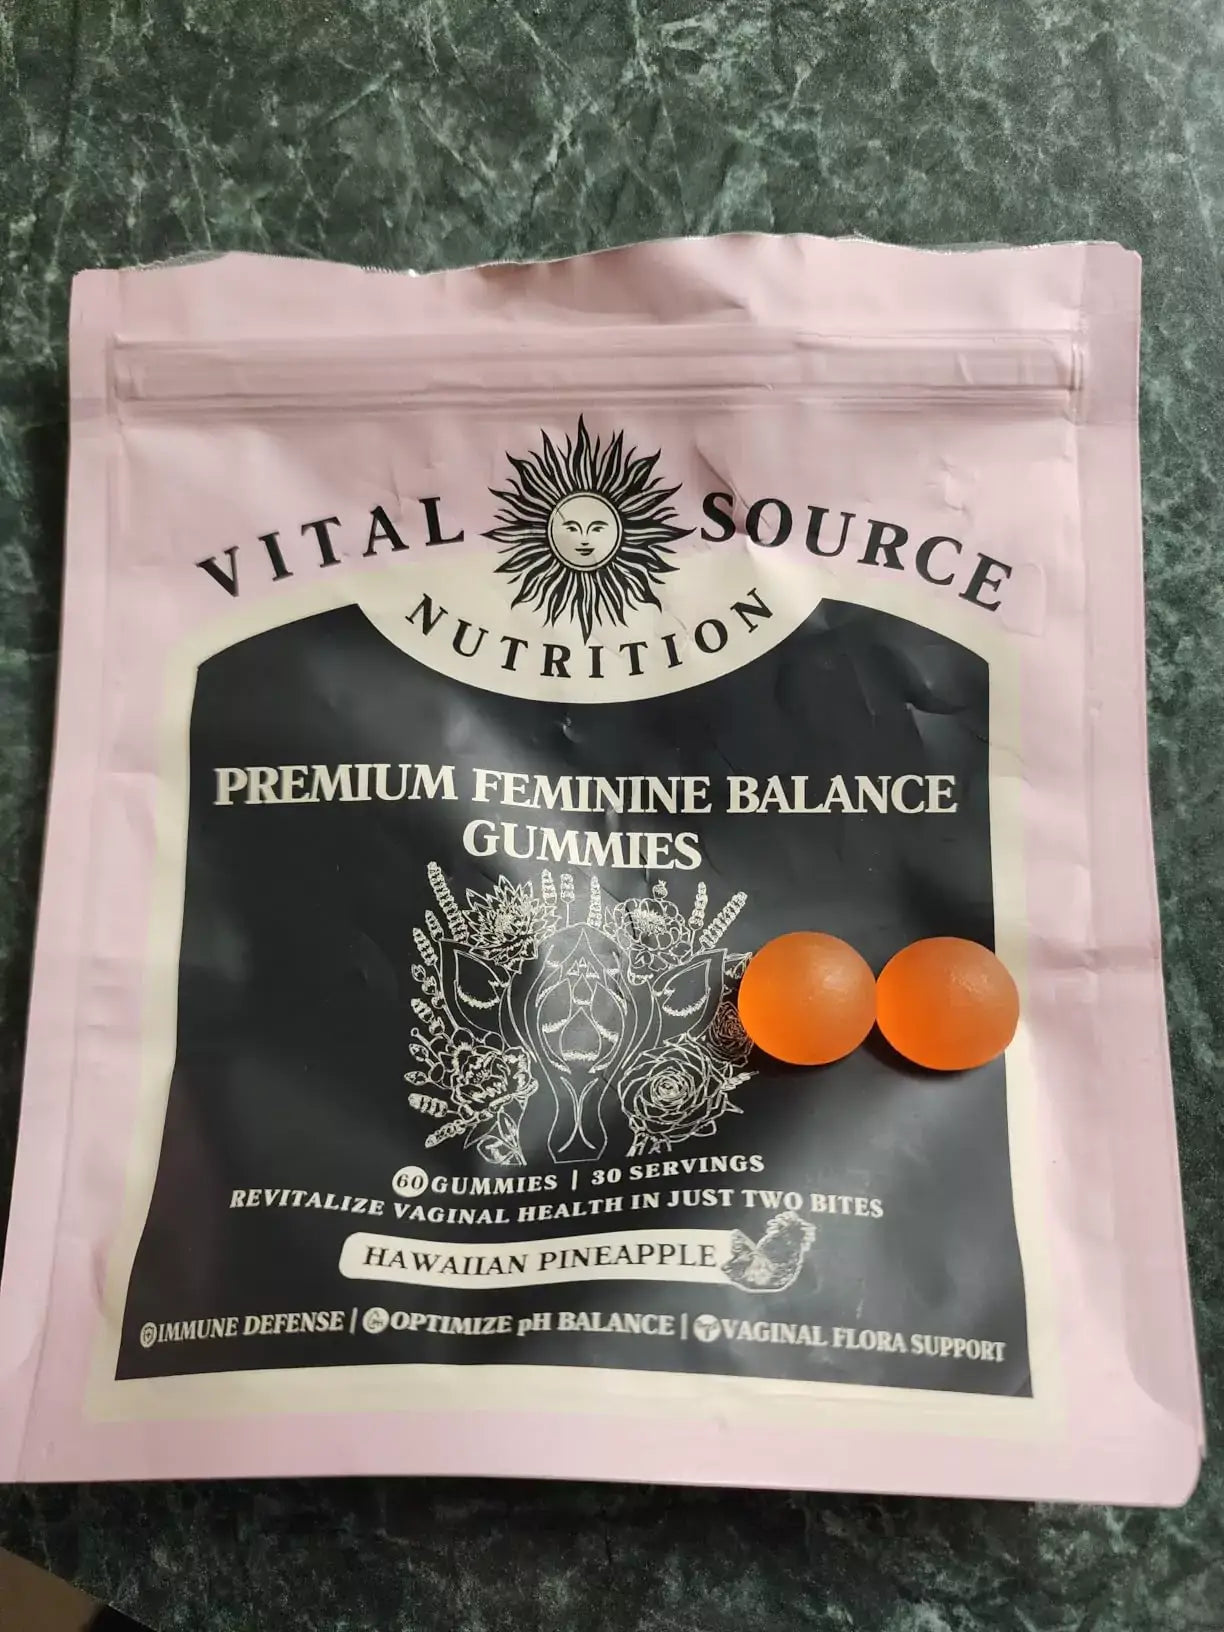 VITAL SOURCE
NUTRITION
PREMIUM FEMININE BALANCE
GUMMIES
60 GUMMIES | 30 SERVINGS
REVITALIZE VAGINAL HEALTH IN JUST TWO BITES
HAWAIIAN PINEAPPLE
IMMUNE DEFENSE | OPTIMIZE pH BALANCE | VAGINAL FLORA SUPPORT